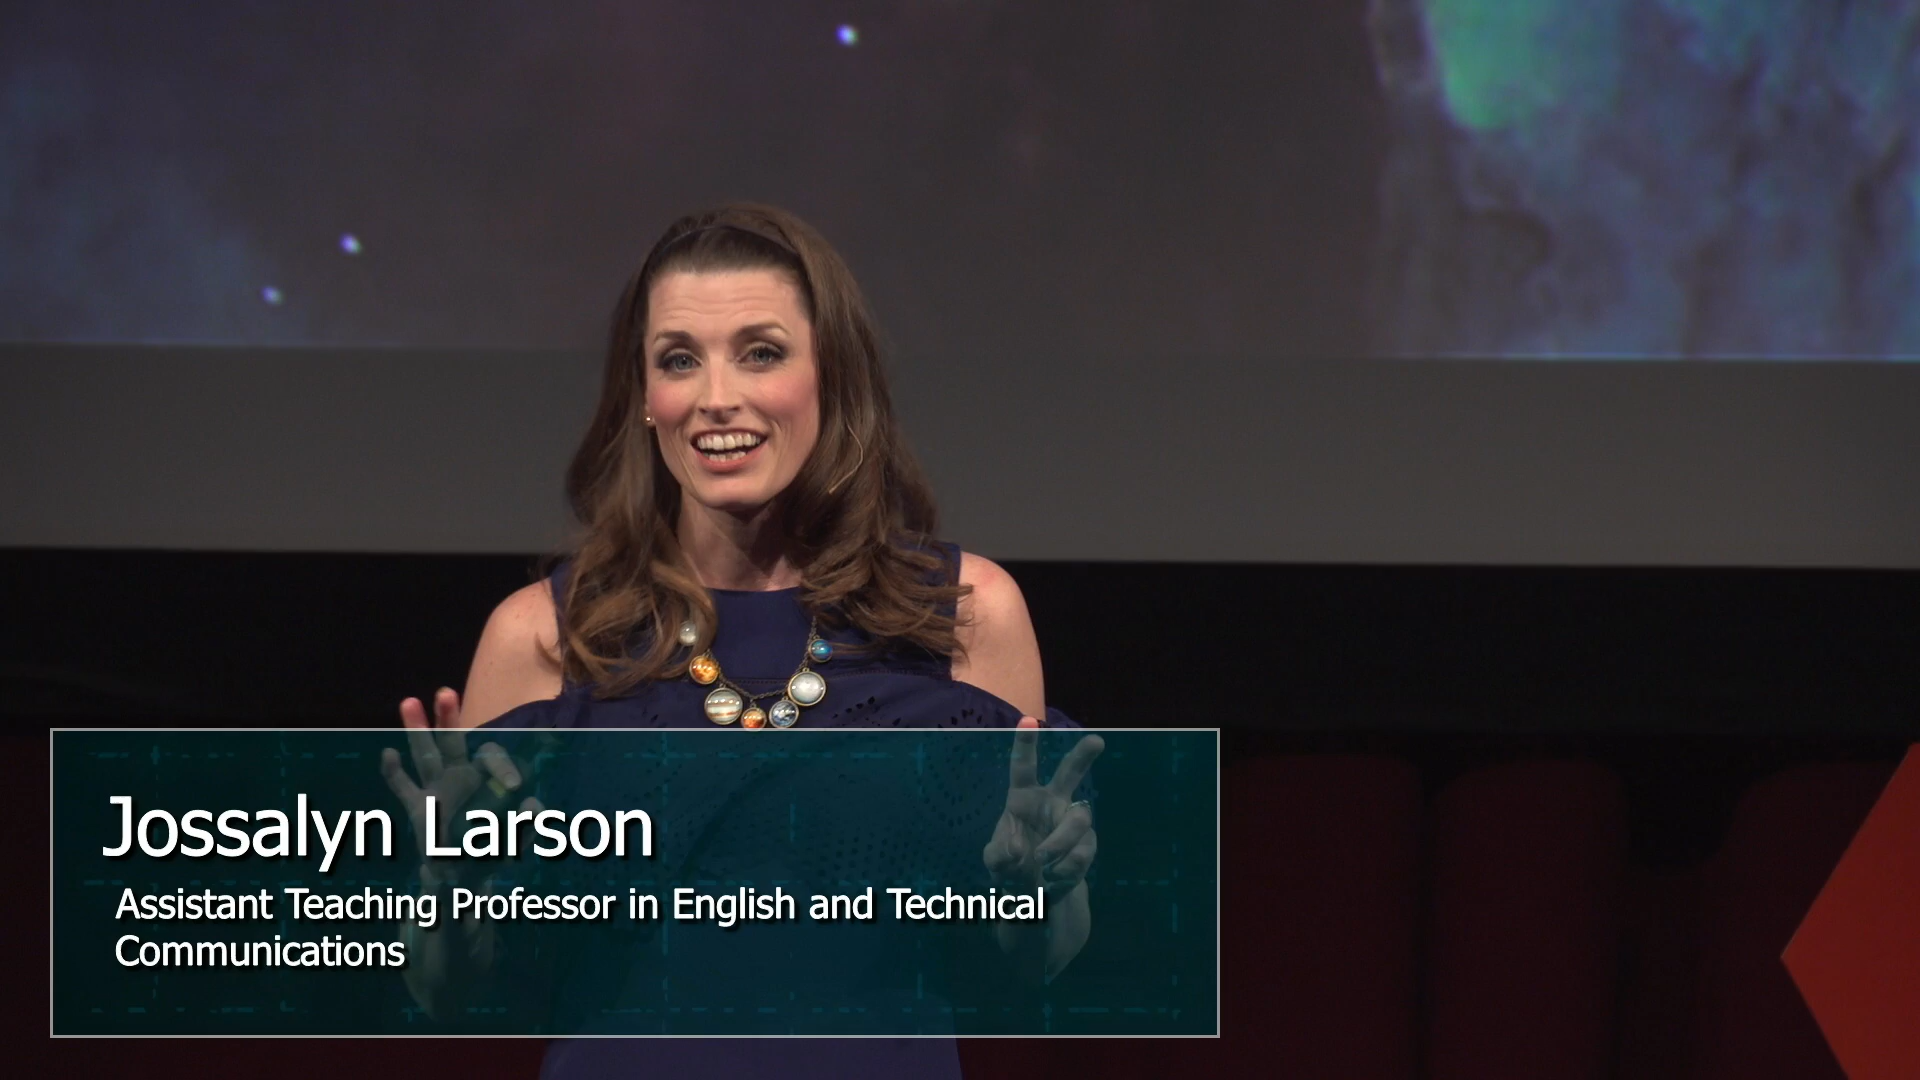 Jossalyn Larson
Assistant Teaching Professor in English and Technical
Communications